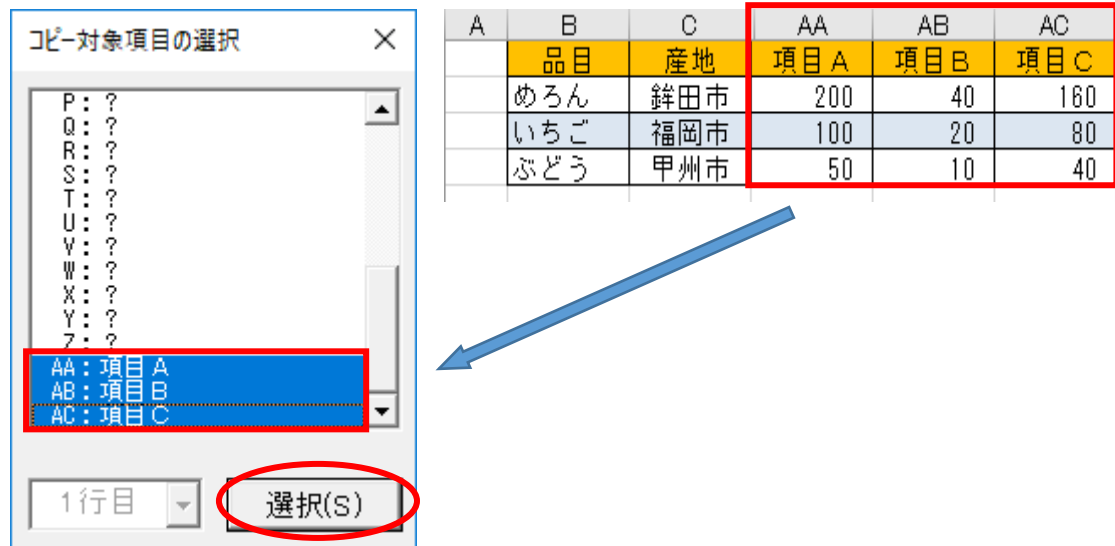 コピー対象項目の選択
P：?
Q：?
R：?
S：?
T：?
U：?
V：?
W：?
X：?
Y：?
Z：?
AA：項目Ａ
AB：項目Ｂ
AC：項目Ｃ
1行目
選択(S)
A B C AA AB AC
品目 産地 項目Ａ 項目Ｂ 項目Ｃ
めろん 鉾田市 200 40 160
いちご 福岡市 100 20 80
ぶどう 甲州市 50 10 40